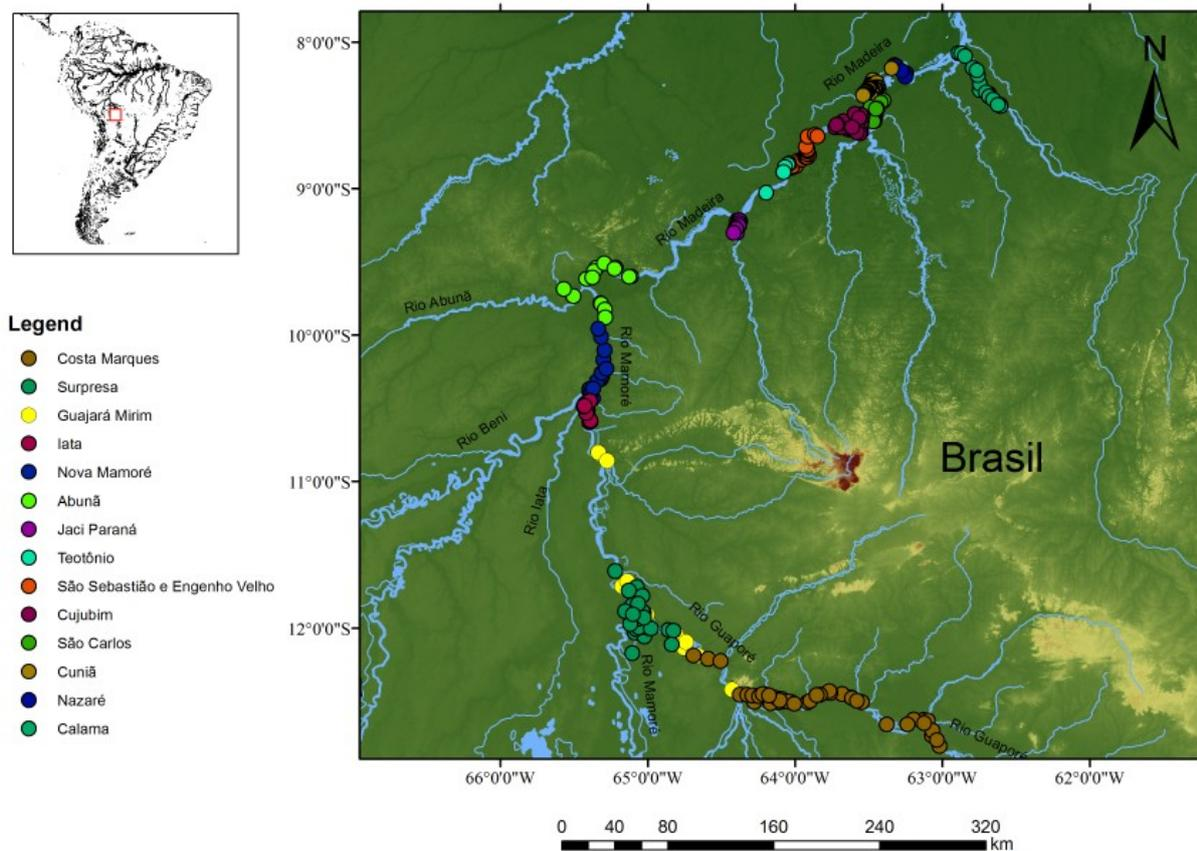 8°0'0"S
9°0'0"S
10°0'0"S
11°0'0"S
12°0'0"S
N
Rio Madeira
Rio Madeira
Rio Abunã
Rio Mamoré
Rio Beni
Brasil
Rio Iata
Rio Guaporé
Rio Mamoré
Rio Guaporé
66°0'0"W
65°0'0"W
64°0'0"W
63°0'0"W
62°0'0"W
Legend
Costa Marques
Surpresa
Guajará Mirim
Iata
Nova Mamoré
Abunã
Jaci Paraná
Teotônio
São Sebastião e Engenho Velho
Cujubim
São Carlos
Cuniã
Nazaré
Calama
0 40 80 160 240 320
km